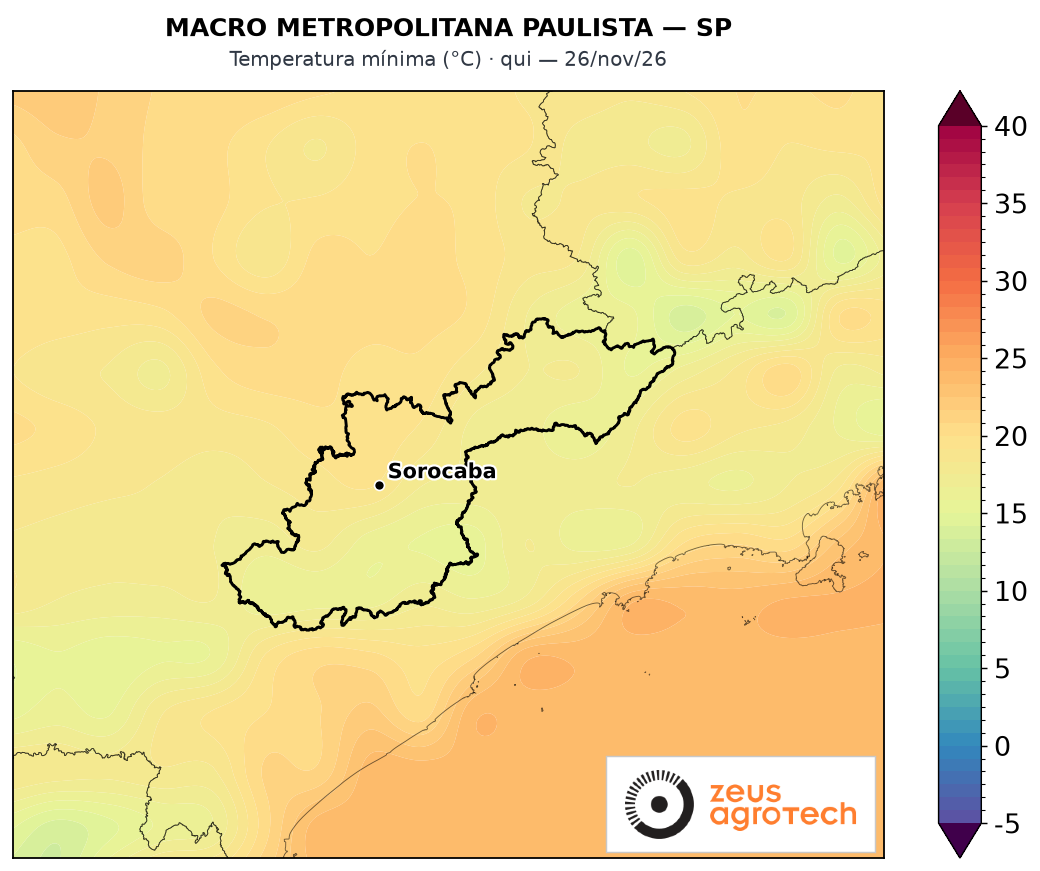 MACRO METROPOLITANA PAULISTA — SP
Temperatura mínima (°C) · qui — 26/nov/26
40
35
30
25
20
15
10
5
0
-5
Sorocaba
zeus
agrotech